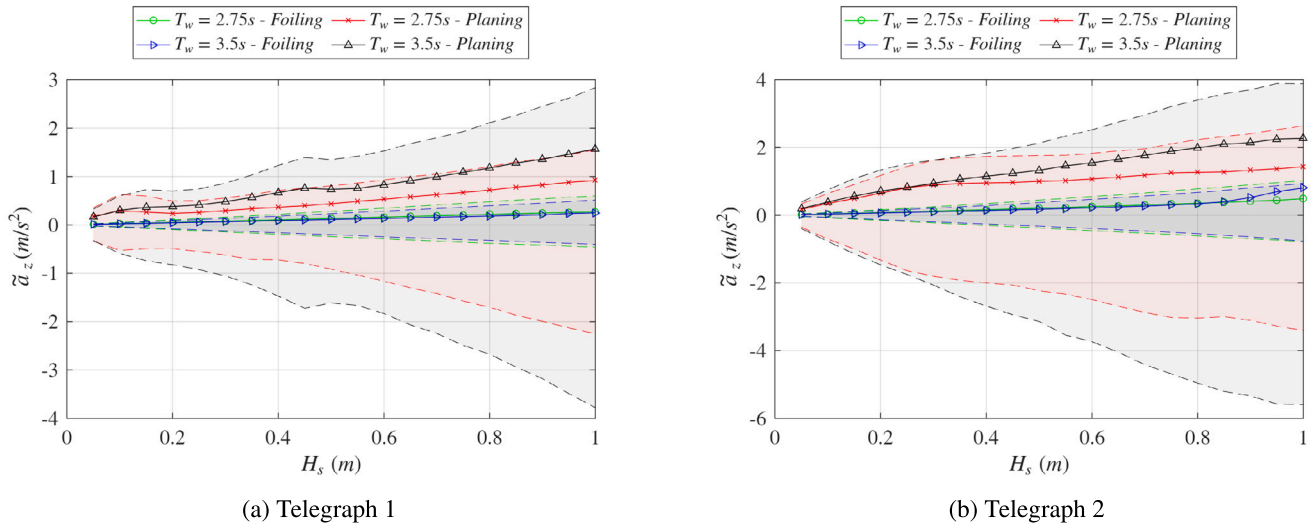 T_w = 2.75s - Foiling T_w = 2.75s - Planing
T_w = 3.5s - Foiling T_w = 3.5s - Planing
3
2
1
0
-1
-2
-3
-4
ã_z (m/s²)
0 0.2 0.4 0.6 0.8 1
H_s (m)
(a) Telegraph 1
T_w = 2.75s - Foiling T_w = 2.75s - Planing
T_w = 3.5s - Foiling T_w = 3.5s - Planing
4
2
0
-2
-4
-6
ã_z (m/s²)
0 0.2 0.4 0.6 0.8 1
H_s (m)
(b) Telegraph 2